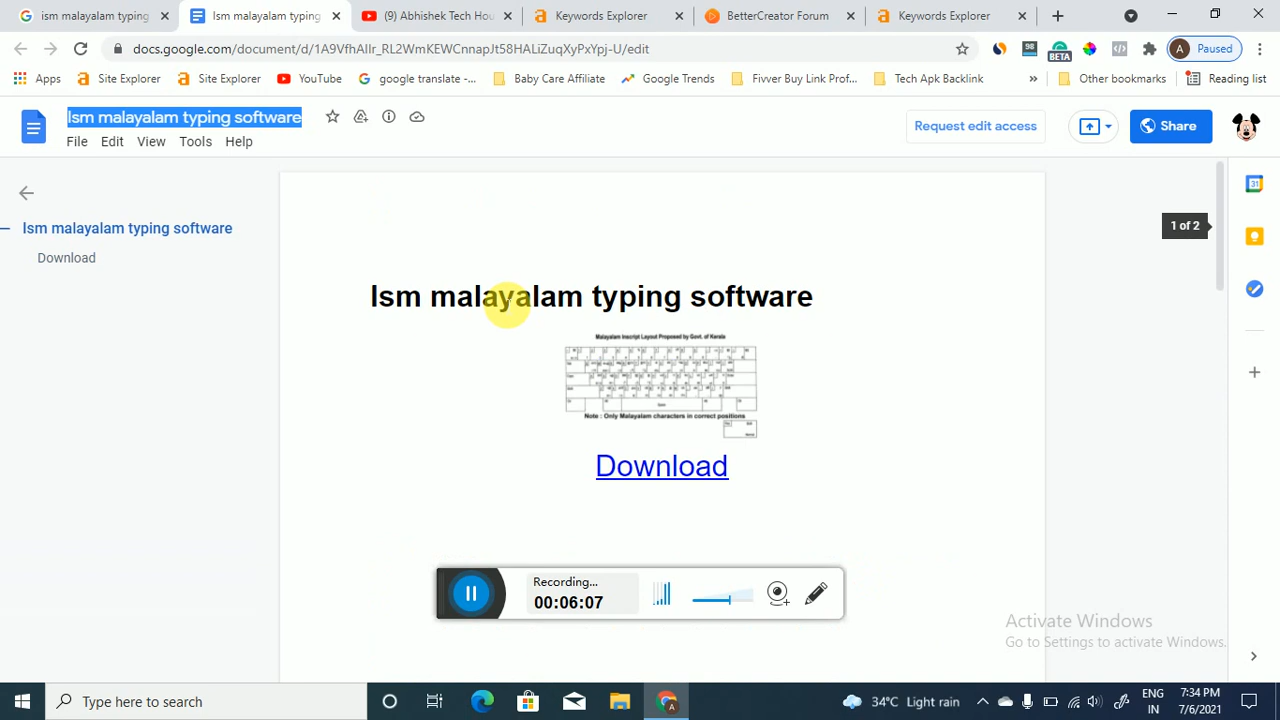 ism malayalam typing
Ism malayalam typing
(9) Abhishek Tech Hou
Keywords Explorer
BetterCreator Forum
Keywords Explorer
docs.google.com/document/d/1A9VfhAIlr_RL2WmKEWCnnapJt58HALiZuqXyPxYpj-U/edit
98
BETA
A Paused
Apps
Site Explorer
Site Explorer
YouTube
google translate -...
Baby Care Affiliate
Google Trends
Fivver Buy Link Prof...
Tech Apk Backlink
»
Other bookmarks
Reading list
Ism malayalam typing software
File Edit View Tools Help
Request edit access
Share
31
Ism malayalam typing software
Download
1 of 2
Ism malayalam typing software
Malayalam Inscript Layout Proposed by Govt. of Kerala
Note : Only Malayalam characters in correct positions
Download
Recording...
00:06:07
Activate Windows
Go to Settings to activate Windows.
Type here to search
A
34°C Light rain
ENG
IN
7:34 PM
7/6/2021